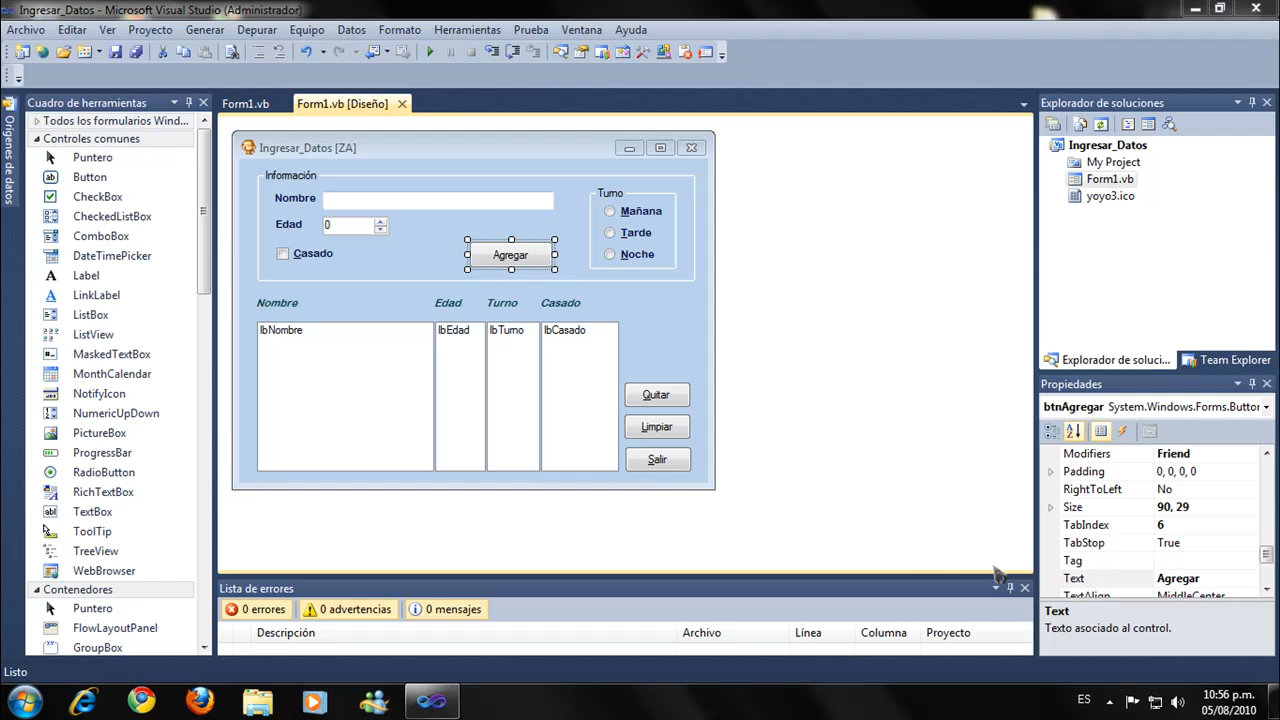 Ingresar_Datos - Microsoft Visual Studio (Administrador)
Archivo Editar Ver Proyecto Generar Depurar Equipo Datos Formato Herramientas Prueba Ventana Ayuda
Orígenes de datos
Cuadro de herramientas
Todos los formularios Wind...
Controles comunes
Puntero
Button
CheckBox
CheckedListBox
ComboBox
DateTimePicker
Label
LinkLabel
ListBox
ListView
MaskedTextBox
MonthCalendar
NotifyIcon
NumericUpDown
PictureBox
ProgressBar
RadioButton
RichTextBox
TextBox
ToolTip
TreeView
WebBrowser
Contenedores
Puntero
FlowLayoutPanel
GroupBox
Form1.vb Form1.vb [Diseño]
Ingresar_Datos [ZA]
Información
Nombre
Edad 0
Casado
Agregar
Turno
Mañana
Tarde
Noche
Nombre Edad Turno Casado
lbNombre lbEdad lbTurno lbCasado
Quitar
Limpiar
Salir
Lista de errores
0 errores 0 advertencias 0 mensajes
Descripción Archivo Línea Columna Proyecto
Explorador de soluciones
Ingresar_Datos
My Project
Form1.vb
yoyo3.ico
Explorador de soluci... Team Explorer
Propiedades
btnAgregar System.Windows.Forms.Button
Modifiers Friend
Padding 0, 0, 0, 0
RightToLeft No
Size 90, 29
TabIndex 6
TabStop True
Tag
Text Agregar
TextAlign MiddleCenter
Text
Texto asociado al control.
Listo
ES
10:56 p.m.
05/08/2010